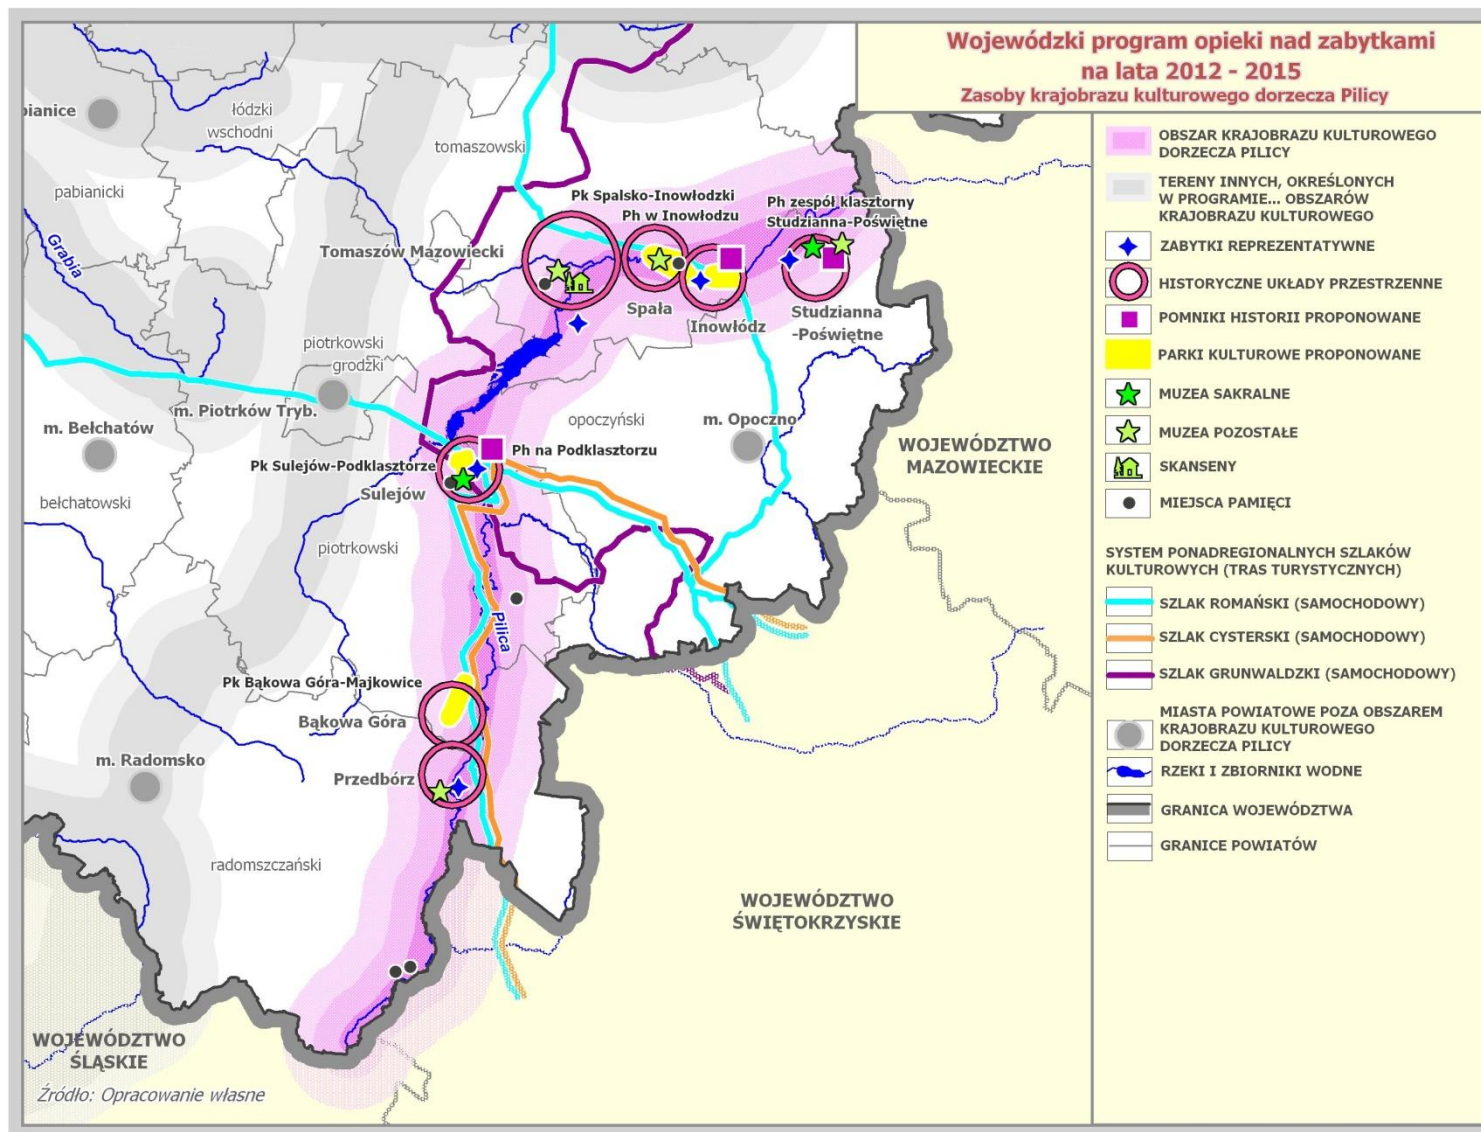 Wojewódzki program opieki nad zabytkami
na lata 2012 - 2015
Zasoby krajobrazu kulturowego dorzecza Pilicy
OBSZAR KRAJOBRAZU KULTUROWEGO
DORZECZA PILICY
TERENY INNYCH, OKREŚLONYCH
W PROGRAMIE... OBSZARÓW
KRAJOBRAZU KULTUROWEGO
ZABYTKI REPREZENTATYWNE
HISTORYCZNE UKŁADY PRZESTRZENNE
POMNIKI HISTORII PROPONOWANE
PARKI KULTUROWE PROPONOWANE
MUZEA SAKRALNE
MUZEA POZOSTAŁE
SKANSENY
MIEJSCA PAMIĘCI
SYSTEM PONADREGIONALNYCH SZLAKÓW
KULTUROWYCH (TRAS TURYSTYCZNYCH)
SZLAK ROMAŃSKI (SAMOCHODOWY)
SZLAK CYSTERSKI (SAMOCHODOWY)
SZLAK GRUNWALDZKI (SAMOCHODOWY)
MIASTA POWIATOWE POZA OBSZAREM
KRAJOBRAZU KULTUROWEGO
DORZECZA PILICY
RZEKI I ZBIORNIKI WODNE
GRANICA WOJEWÓDZTWA
GRANICE POWIATÓW
bianice
łódzki
wschodni
tomaszowski
pabianicki
Grabia
Pk Spalsko-Inowłodzki
Ph w Inowłodzu
Ph zespół klasztorny
Studzianna-Poświętne
Tomaszów Mazowiecki
Spała
Inowłódz
Studzianna
-Poświętne
piotrkowski
grodzki
m. Piotrków Tryb.
opoczyński
m. Opoczno
m. Bełchatów
WOJEWÓDZTWO
MAZOWIECKIE
Ph na Podklasztorzu
Pk Sulejów-Podklasztorze
Sulejów
bełchatowski
piotrkowski
Pilica
Pk Bąkowa Góra-Majkowice
Bąkowa Góra
m. Radomsko
Przedbórz
radomszczański
WOJEWÓDZTWO
ŚWIĘTOKRZYSKIE
WOJEWÓDZTWO
ŚLĄSKIE
Źródło: Opracowanie własne